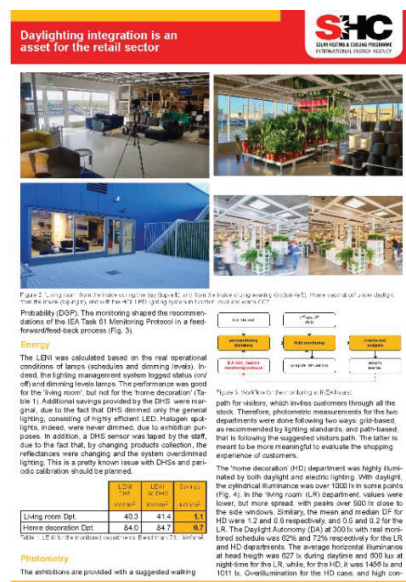 Daylighting integration is an
asset for the retail sector
SHC
SOLAR HEATING & COOLING PROGRAMME
INTERNATIONAL ENERGY AGENCY
Probability (DGP). The monitoring shaped the recommen-
dations of the IEA Task 61 Monitoring Protocol in a feed-
forward/feed-back process (Fig. 3).
Energy
The LENI was calculated based on the real operational
conditions of lamps (schedules and dimming levels). In-
deed, the lighting management system logged status (on/
off) and dimming levels lamps. The performance was good
for the 'living room', but not for the 'home decoration' (Ta-
ble 1). Additional savings provided by the DHS were mar-
ginal, due to the fact that DHS dimmed only the general
lighting, consisting of highly efficient LED. Halogen spot-
lights, indeed, were never dimmed, due to exhibition pur-
poses. In addition, a DHS sensor was taped by the staff,
due to the fact that, by changing products collection, the
reflectances were changing and the system overdimmed
lighting. This is a pretty known issue with DHSs and peri-
odic calibration should be planned.
LENI
DHS
LENI
no DHS
Savings
Living room Dpt. 40.3 41.4 1.1
Home decoration Dpt. 84.0 84.7 0.7
Photometry
The exhibitions are provided with a suggested walking
path for visitors, which invites customers through all the
stock. Therefore, photometric measurements for the two
departments were done following two ways: grid-based,
as recommended by lighting standards, and path-based,
that is following the suggested visitors path. The latter is
meant to be more meaningful to evaluate the shopping
experience of customers.
The 'home decoration' (HD) department was highly illumi-
nated by both daylight and electric lighting. With daylight,
the cylindrical illuminance was over 1000 lx in some points
(Fig. 4). In the 'living room' (LR) department, values were
lower, but more spread, with peaks over 500 lx close to
the side windows. Similarly, the mean and median DF for
HD were 1.2 and 0.6 respectively, and 0.5 and 0.2 for the
LR. The Daylight Autonomy (DA) at 300 lx with real moni-
tored schedule was 62% and 72% respectively for the LR
and HD departments. The average horizontal illuminances
at head heigth was 627 lx during daytime and 600 lx at
night-time for the LR, while, for the HD, it was 1456 lx and
1011 lx. Overillumination for the HD case, and high con-